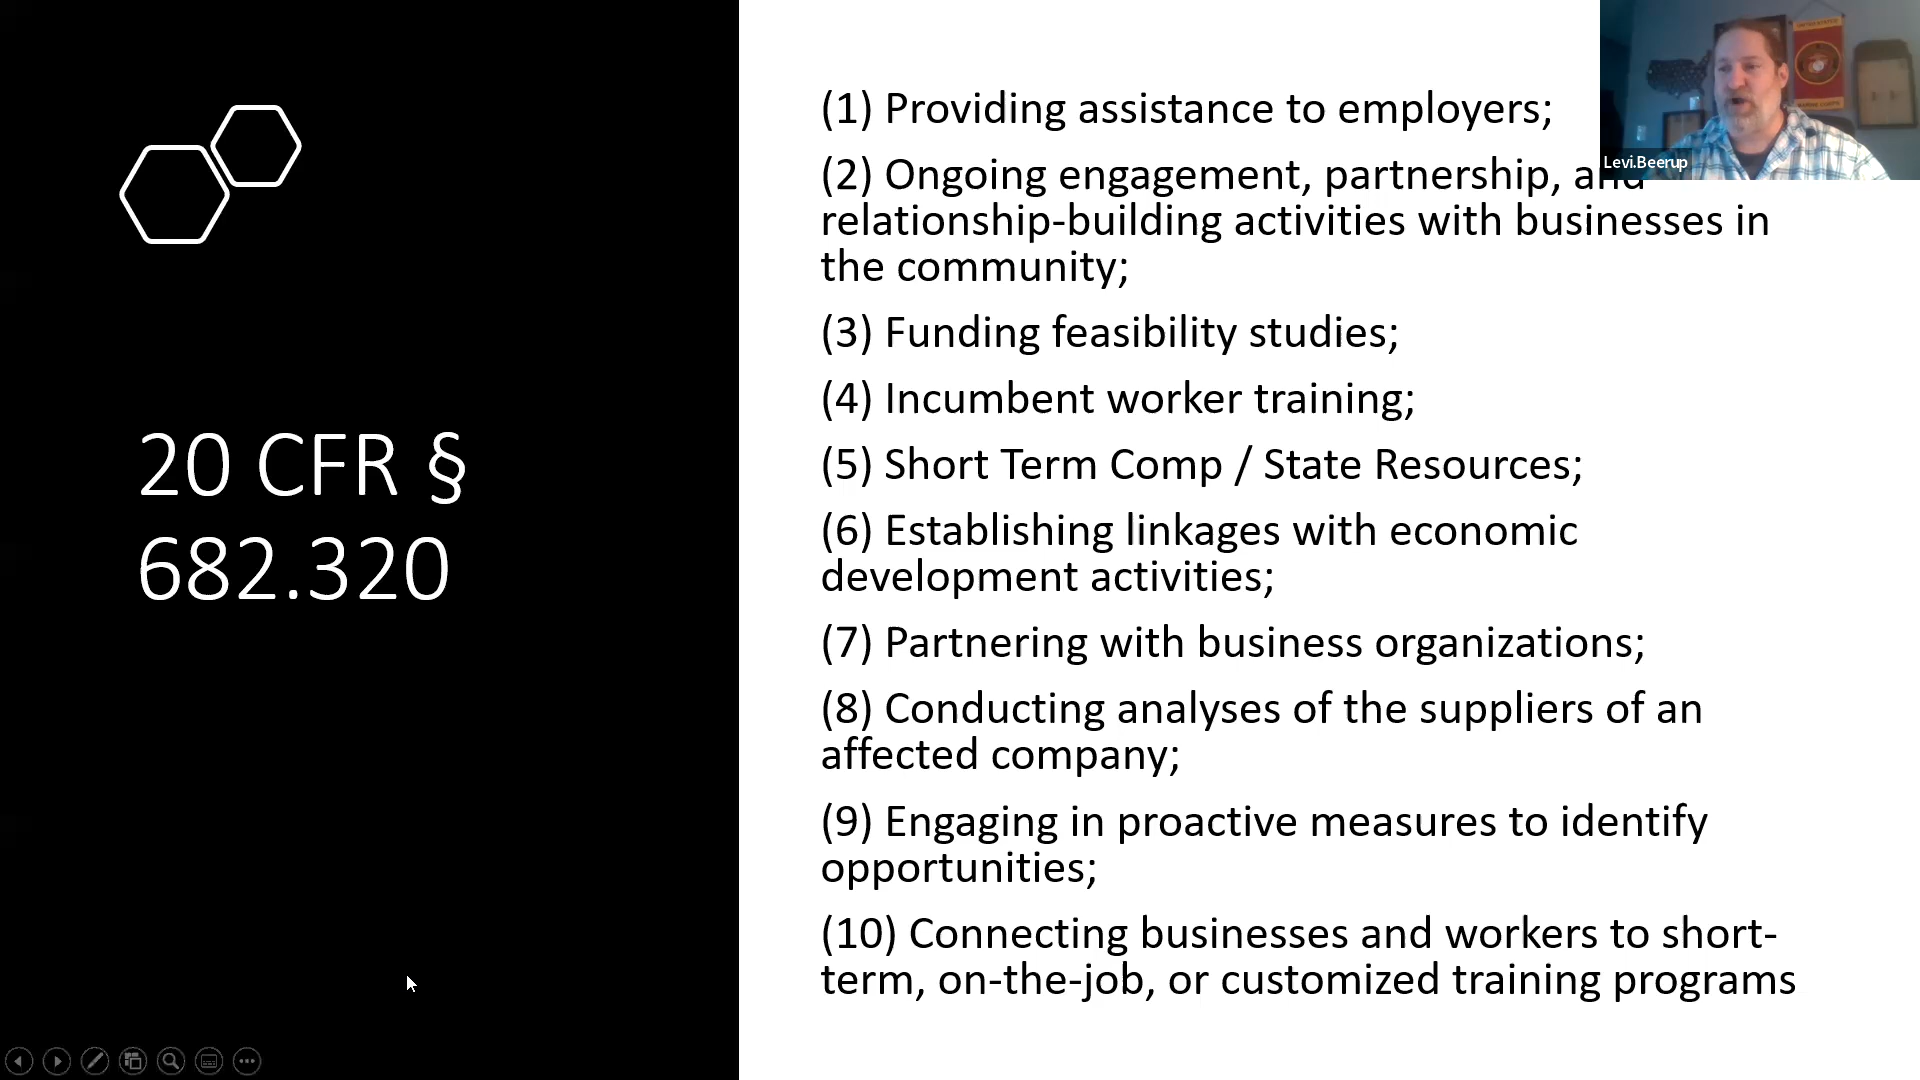 20 CFR §
682.320
(1) Providing assistance to employers;
(2) Ongoing engagement, partnership, and
relationship-building activities with businesses in
the community;
(3) Funding feasibility studies;
(4) Incumbent worker training;
(5) Short Term Comp / State Resources;
(6) Establishing linkages with economic
development activities;
(7) Partnering with business organizations;
(8) Conducting analyses of the suppliers of an
affected company;
(9) Engaging in proactive measures to identify
opportunities;
(10) Connecting businesses and workers to short-
term, on-the-job, or customized training programs
Levi.Beerup